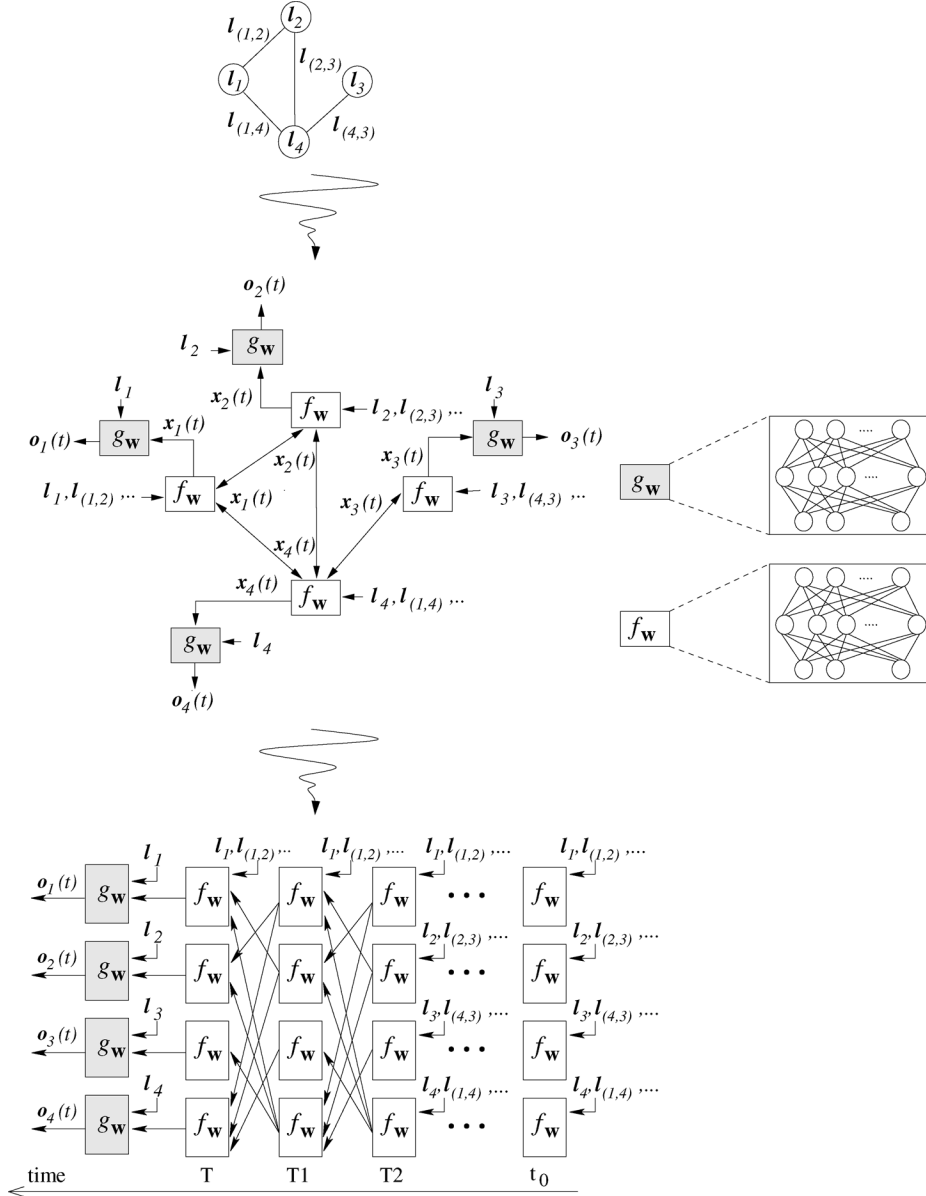 l(1,2)
l2
l(2,3)
l1
l3
l(1,4)
l(4,3)
l4
o2(t)
l2
gw
x2(t)
fw
l2, l(2,3) ,..
l1
o1(t)
gw
x1(t)
l3
gw
o3(t)
x3(t)
x2(t)
l1, l(1,2) ,..
fw
x1(t)
x3(t)
fw
l3, l(4,3) ,..
x4(t)
x4(t)
fw
l4, l(1,4) ,..
gw
l4
o4(t)
gw
....
....
fw
....
....
l1, l(1,2) ,...
l1, l(1,2) ,...
l1, l(1,2) ,...
l1, l(1,2) ,...
o1(t)
l1
gw
fw
fw
fw
• • •
fw
l2, l(2,3) ,...
l2, l(2,3) ,...
o2(t)
l2
gw
fw
fw
fw
• • •
fw
l3, l(4,3) ,...
l3, l(4,3) ,...
o3(t)
l3
gw
fw
fw
fw
• • •
fw
l4, l(1,4) ,...
l4, l(1,4) ,...
o4(t)
l4
gw
fw
fw
fw
• • •
fw
time T T1 T2 t0